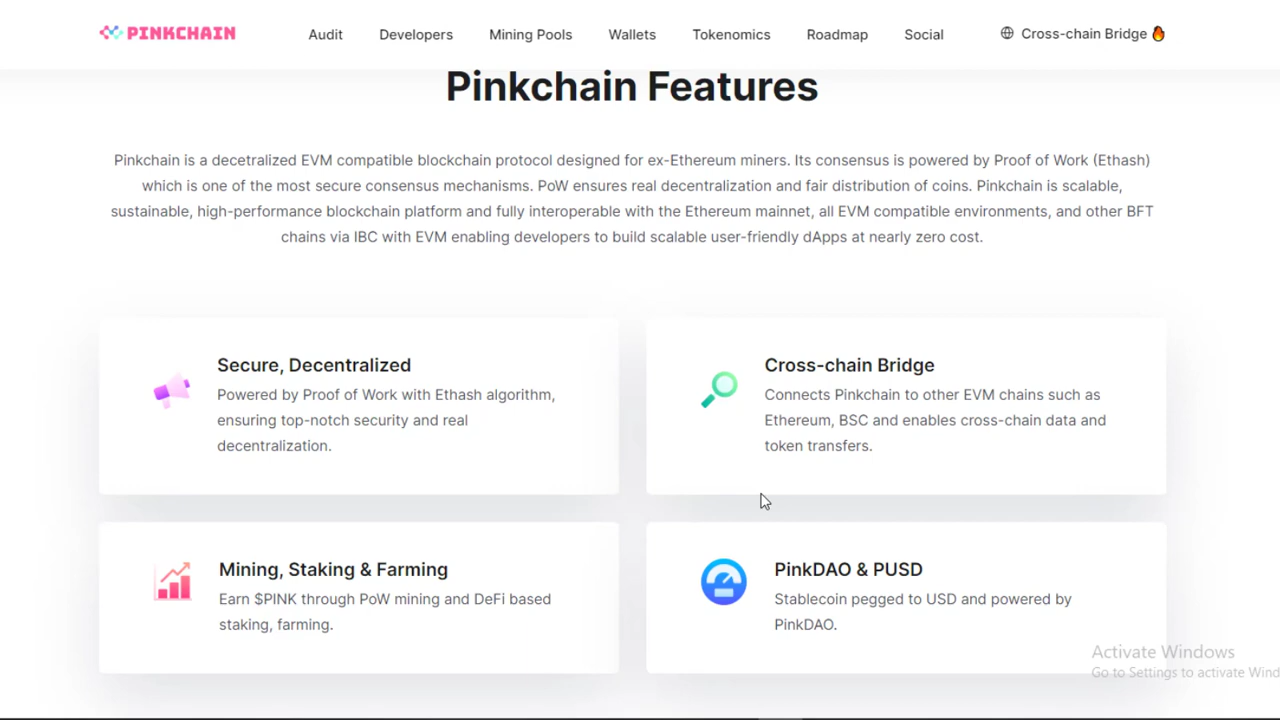 PINKCHAIN
Audit
Developers
Mining Pools
Wallets
Tokenomics
Roadmap
Social
Cross-chain Bridge
Pinkchain Features
Pinkchain is a decetralized EVM compatible blockchain protocol designed for ex-Ethereum miners. Its consensus is powered by Proof of Work (Ethash)
which is one of the most secure consensus mechanisms. PoW ensures real decentralization and fair distribution of coins. Pinkchain is scalable,
sustainable, high-performance blockchain platform and fully interoperable with the Ethereum mainnet, all EVM compatible environments, and other BFT
chains via IBC with EVM enabling developers to build scalable user-friendly dApps at nearly zero cost.
Secure, Decentralized
Powered by Proof of Work with Ethash algorithm,
ensuring top-notch security and real
decentralization.
Cross-chain Bridge
Connects Pinkchain to other EVM chains such as
Ethereum, BSC and enables cross-chain data and
token transfers.
Mining, Staking & Farming
Earn $PINK through PoW mining and DeFi based
staking, farming.
PinkDAO & PUSD
Stablecoin pegged to USD and powered by
PinkDAO.
Activate Windows
Go to Settings to activate Wind